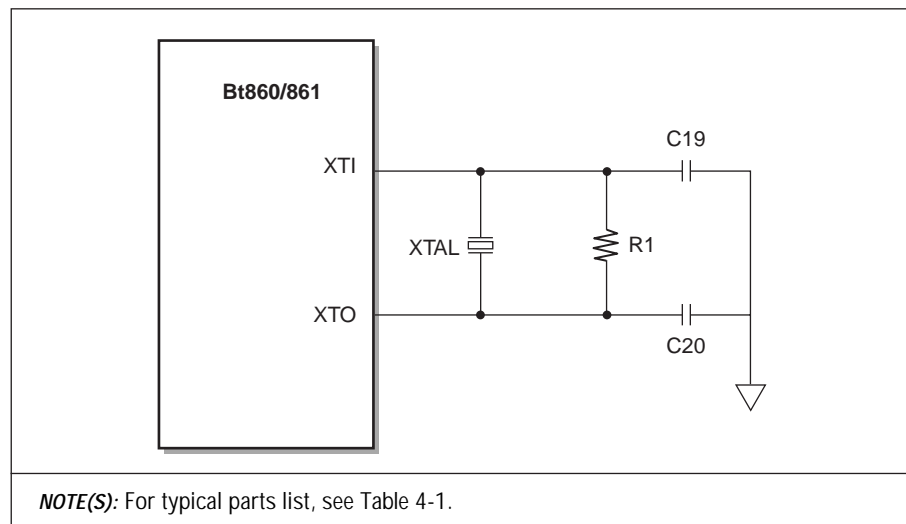 Bt860/861
XTI
C19
XTAL
R1
XTO
C20
NOTE(S): For typical parts list, see Table 4-1.